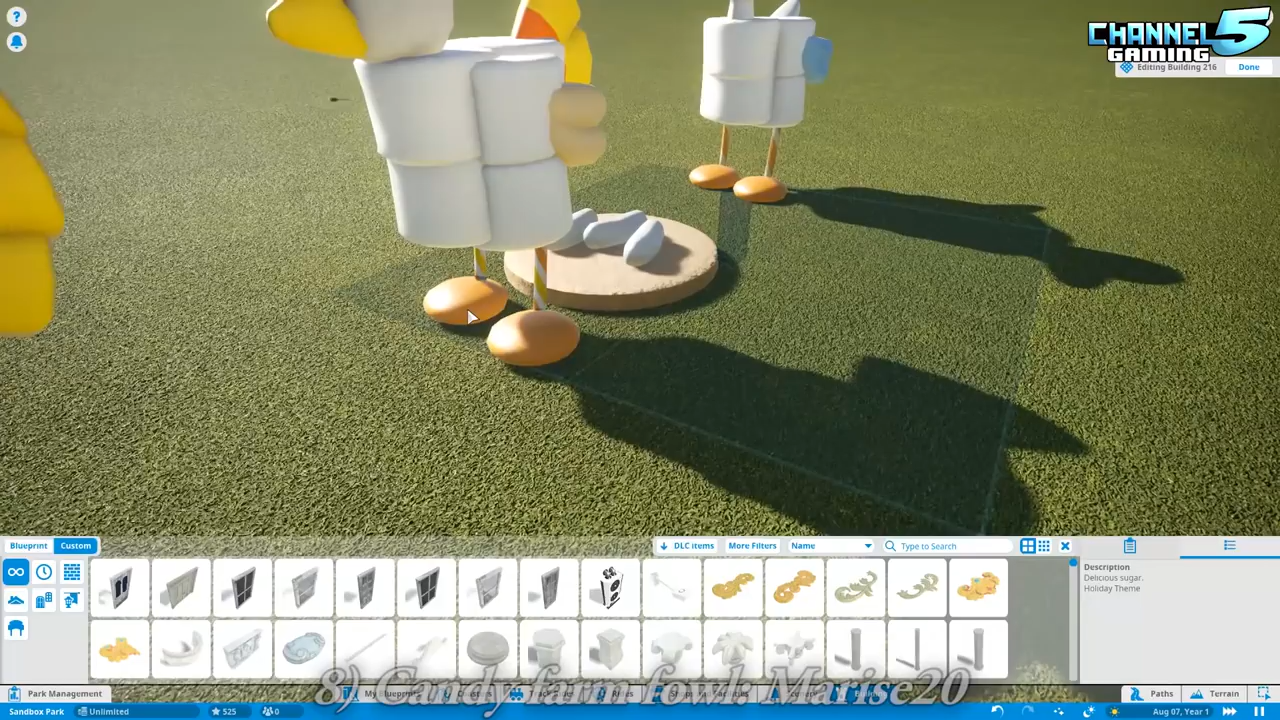 ?
CHANNEL 5
GAMING
Editing Building 216
Done
Blueprint
Custom
DLC items
More Filters
Name
Type to Search
Description
Delicious sugar.
Holiday Theme
8) Candy farm fowl: Marise20
Park Management
Rides
Paths
Terrain
Sandbox Park
Unlimited
525
0
Aug 07, Year 1